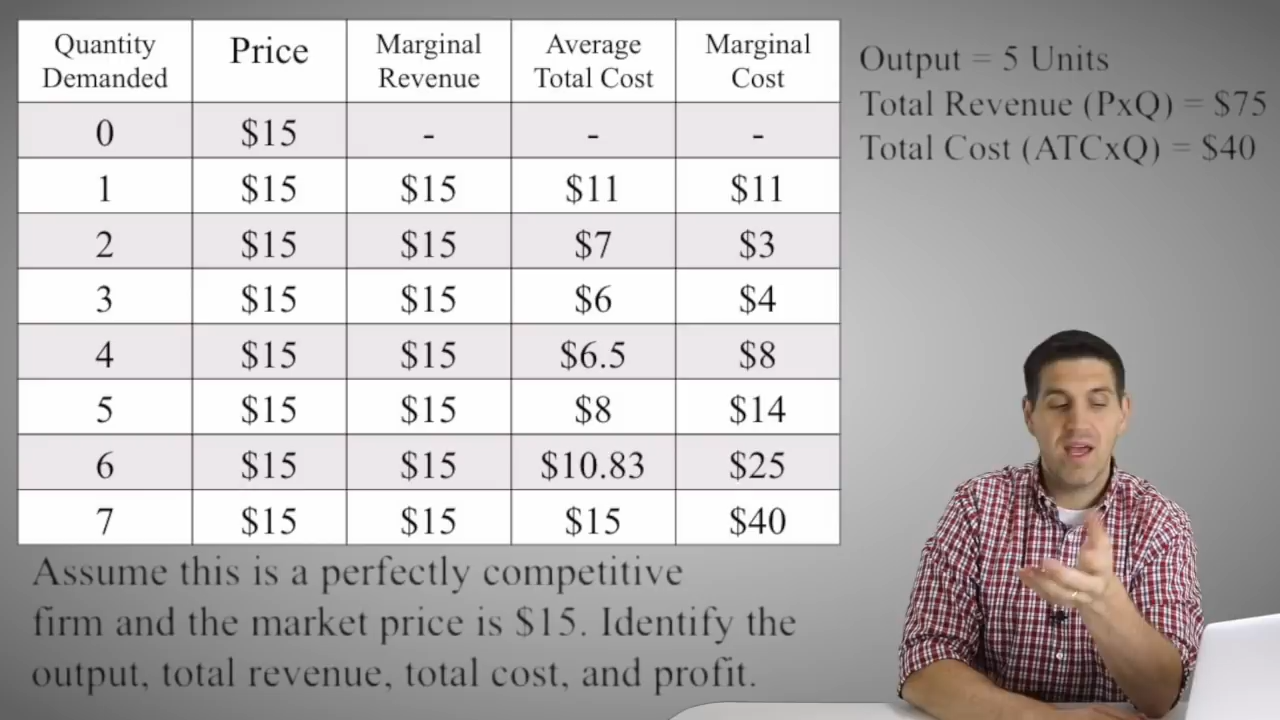 Quantity Demanded Price Marginal Revenue Average Total Cost Marginal Cost
0 $15 - - -
1 $15 $15 $11 $11
2 $15 $15 $7 $3
3 $15 $15 $6 $4
4 $15 $15 $6.5 $8
5 $15 $15 $8 $14
6 $15 $15 $10.83 $25
7 $15 $15 $15 $40
Assume this is a perfectly competitive
firm and the market price is $15. Identify the
output, total revenue, total cost, and profit.
Output = 5 Units
Total Revenue (PxQ) = $75
Total Cost (ATCxQ) = $40